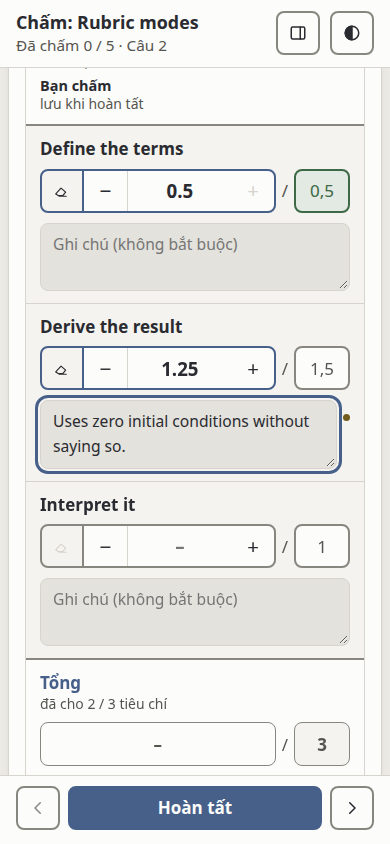 Chấm: Rubric modes
Đã chấm 0 / 5 · Câu 2
Bạn chấm
lưu khi hoàn tất
Define the terms
− 0.5 + / 0,5
Ghi chú (không bắt buộc)
Derive the result
− 1.25 + / 1,5
Uses zero initial conditions without
saying so.
Interpret it
− – + / 1
Ghi chú (không bắt buộc)
Tổng
đã cho 2 / 3 tiêu chí
– / 3
Hoàn tất